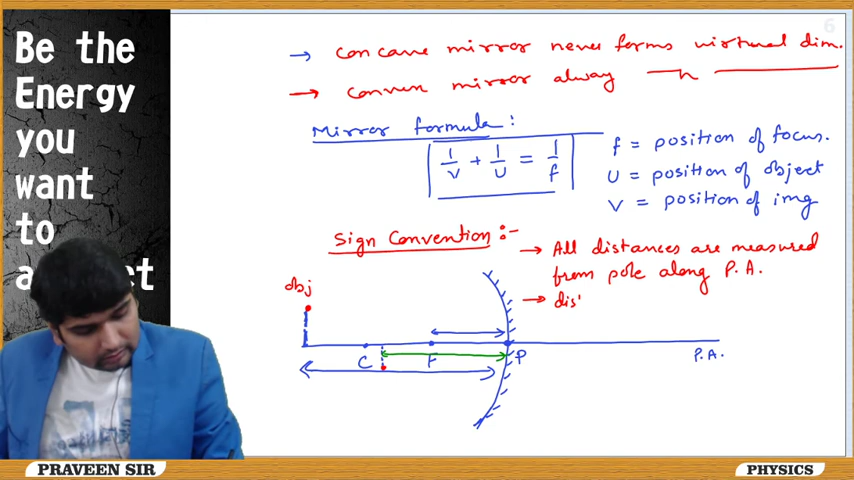 6
Be the
Energy
you
want
to
a
ct
→ concave mirror never forms virtual dim.
→ convex mirror alway
Mirror formula :
1/v + 1/u = 1/f
f = position of focus.
u = position of object
v = position of img
Sign Convention :-
→ All distances are measured
from pole along P.A.
→ dis
obj
C F P P.A.
PRAVEEN SIR
PHYSICS